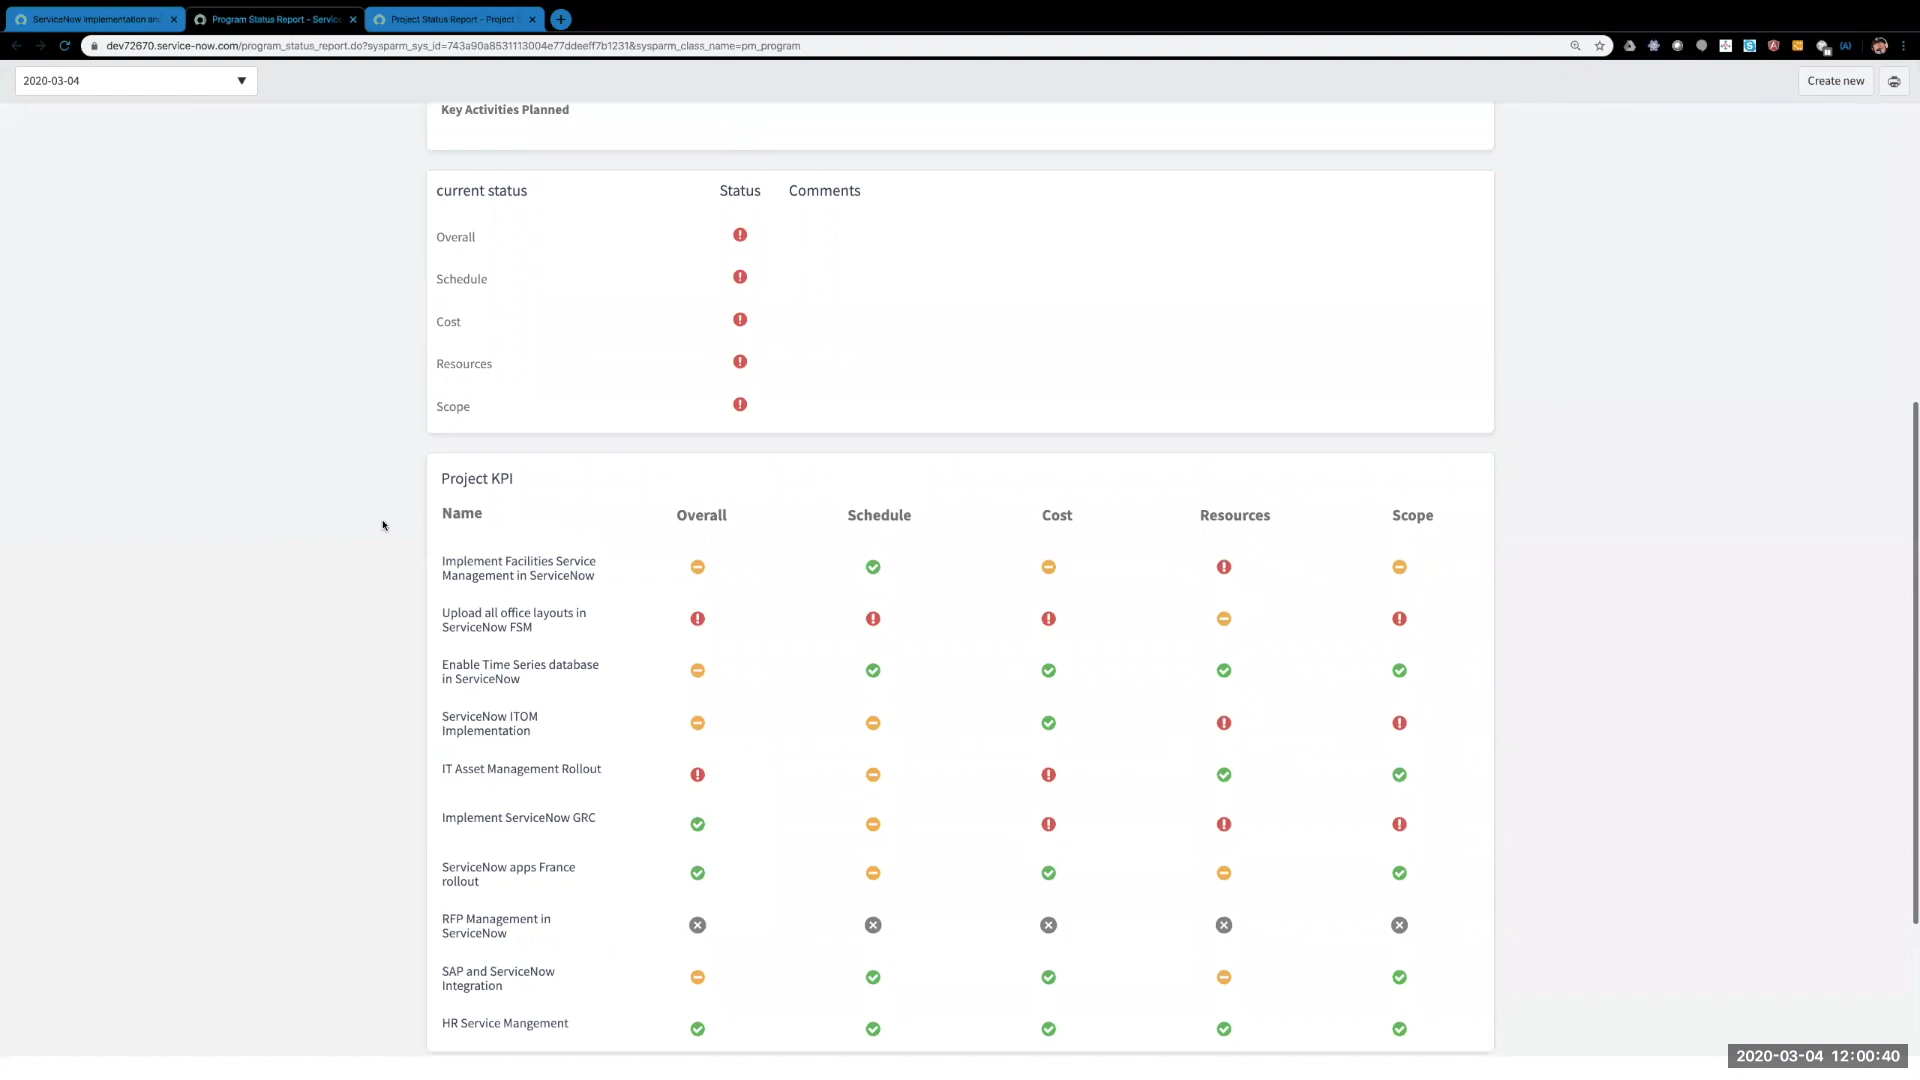 ServiceNow Implementation an
Program Status Report - Service
Project Status Report - Project
dev72670.service-now.com/program_status_report.do?sysparm_sys_id=743a90a8531113004e77ddeeff7b1231&sysparm_class_name=pm_program
2020-03-04
Create new
Key Activities Planned
current status Status Comments
Overall
Schedule
Cost
Resources
Scope
Project KPI
Name Overall Schedule Cost Resources Scope
Implement Facilities Service
Management in ServiceNow
Upload all office layouts in
ServiceNow FSM
Enable Time Series database
in ServiceNow
ServiceNow ITOM
Implementation
IT Asset Management Rollout
Implement ServiceNow GRC
ServiceNow apps France
rollout
RFP Management in
ServiceNow
SAP and ServiceNow
Integration
HR Service Mangement
2020-03-04 12:00:40